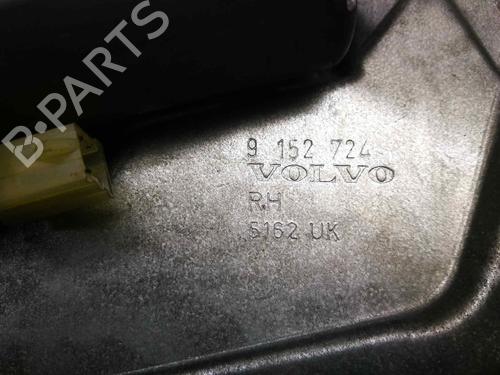 B-PARTS
9 152 724
VOLVO
RH
5162 UK